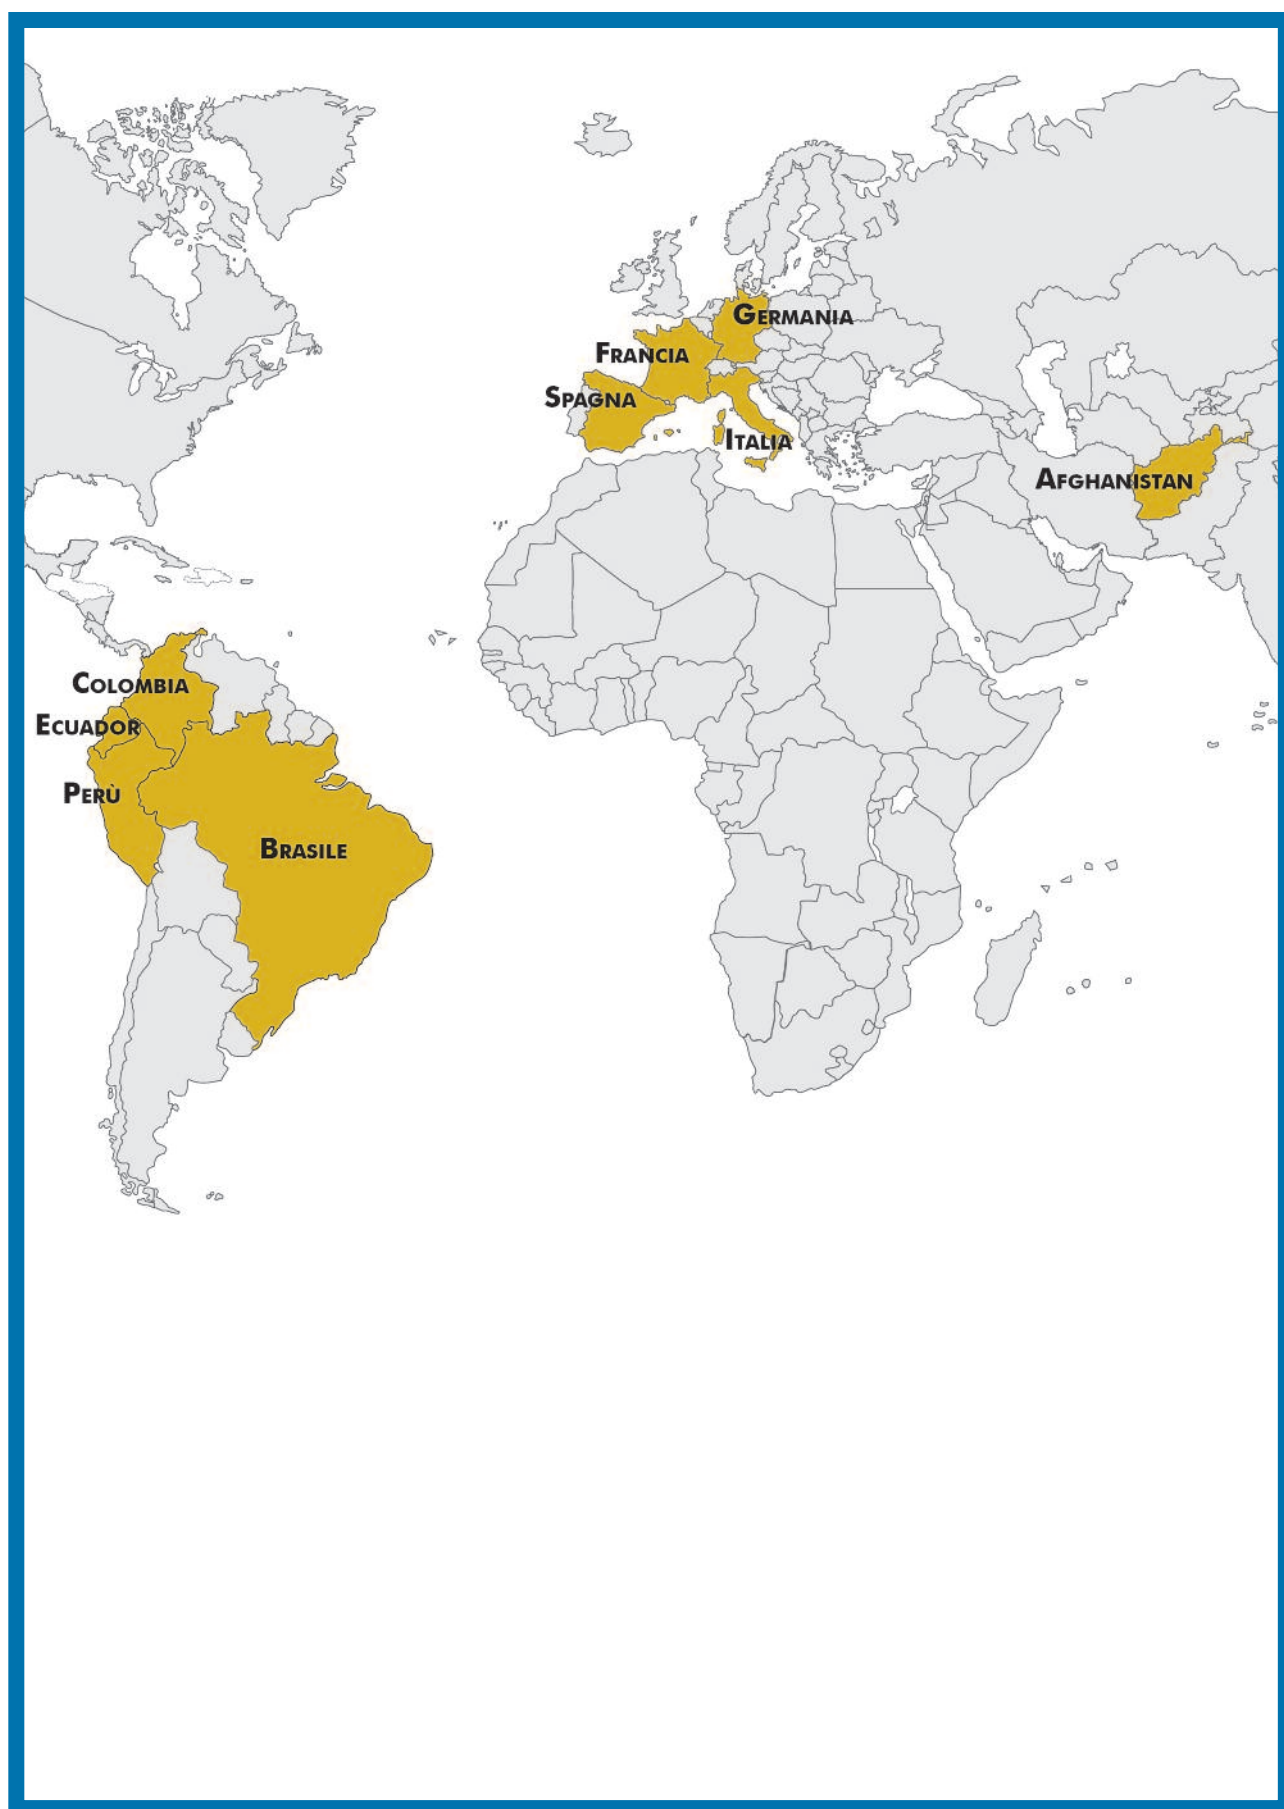 Germania
Francia
Spagna
Italia
Afghanistan
Colombia
Ecuador
Perù
Brasile